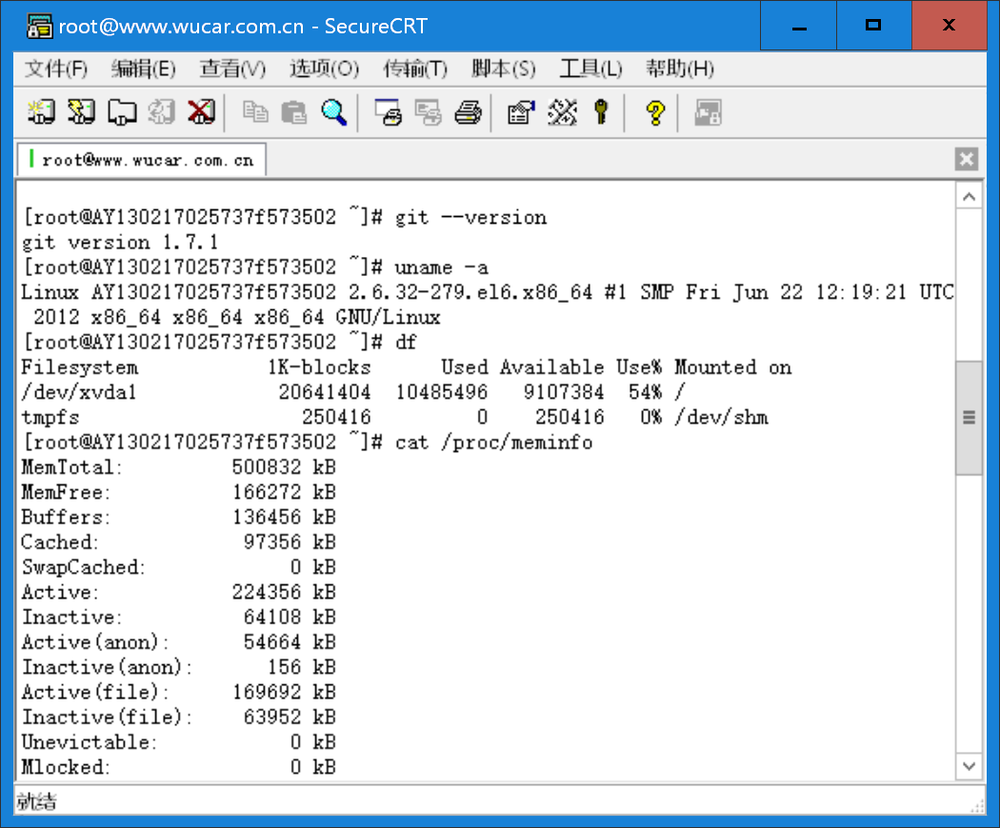 root@www.wucar.com.cn - SecureCRT
文件(F) 编辑(E) 查看(V) 选项(O) 传输(T) 脚本(S) 工具(L) 帮助(H)
root@www.wucar.com.cn
[root@AY130217025737f573502 ~]# git --version
git version 1.7.1
[root@AY130217025737f573502 ~]# uname -a
Linux AY130217025737f573502 2.6.32-279.el6.x86_64 #1 SMP Fri Jun 22 12:19:21 UTC
 2012 x86_64 x86_64 x86_64 GNU/Linux
[root@AY130217025737f573502 ~]# df
Filesystem           1K-blocks      Used Available Use% Mounted on
/dev/xvda1            20641404  10485496   9107384  54% /
tmpfs                   250416         0    250416   0% /dev/shm
[root@AY130217025737f573502 ~]# cat /proc/meminfo
MemTotal:         500832 kB
MemFree:          166272 kB
Buffers:          136456 kB
Cached:            97356 kB
SwapCached:            0 kB
Active:           224356 kB
Inactive:          64108 kB
Active(anon):      54664 kB
Inactive(anon):      156 kB
Active(file):     169692 kB
Inactive(file):    63952 kB
Unevictable:           0 kB
Mlocked:               0 kB
就绪